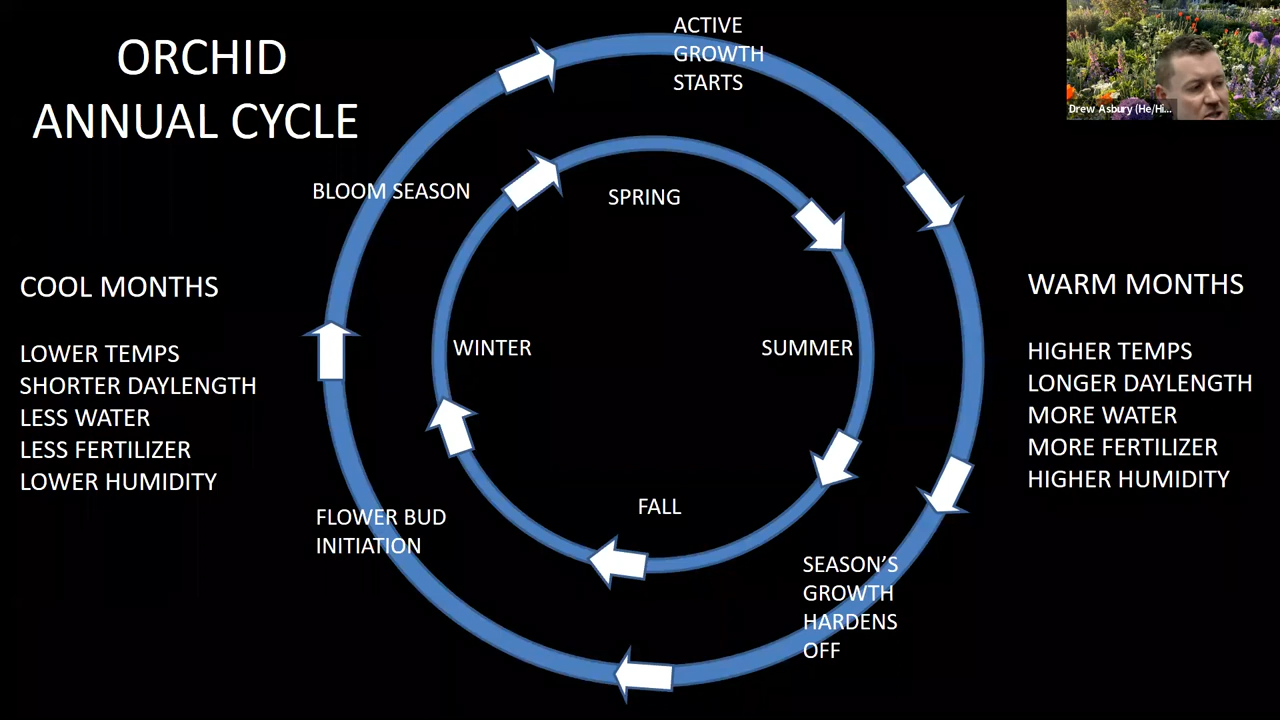 ORCHID
ANNUAL CYCLE
ACTIVE
GROWTH
STARTS
Drew Asbury (He/Hi...
BLOOM SEASON
SPRING
COOL MONTHS
LOWER TEMPS
SHORTER DAYLENGTH
LESS WATER
LESS FERTILIZER
LOWER HUMIDITY
WINTER
SUMMER
WARM MONTHS
HIGHER TEMPS
LONGER DAYLENGTH
MORE WATER
MORE FERTILIZER
HIGHER HUMIDITY
FALL
FLOWER BUD
INITIATION
SEASON’S
GROWTH
HARDENS
OFF